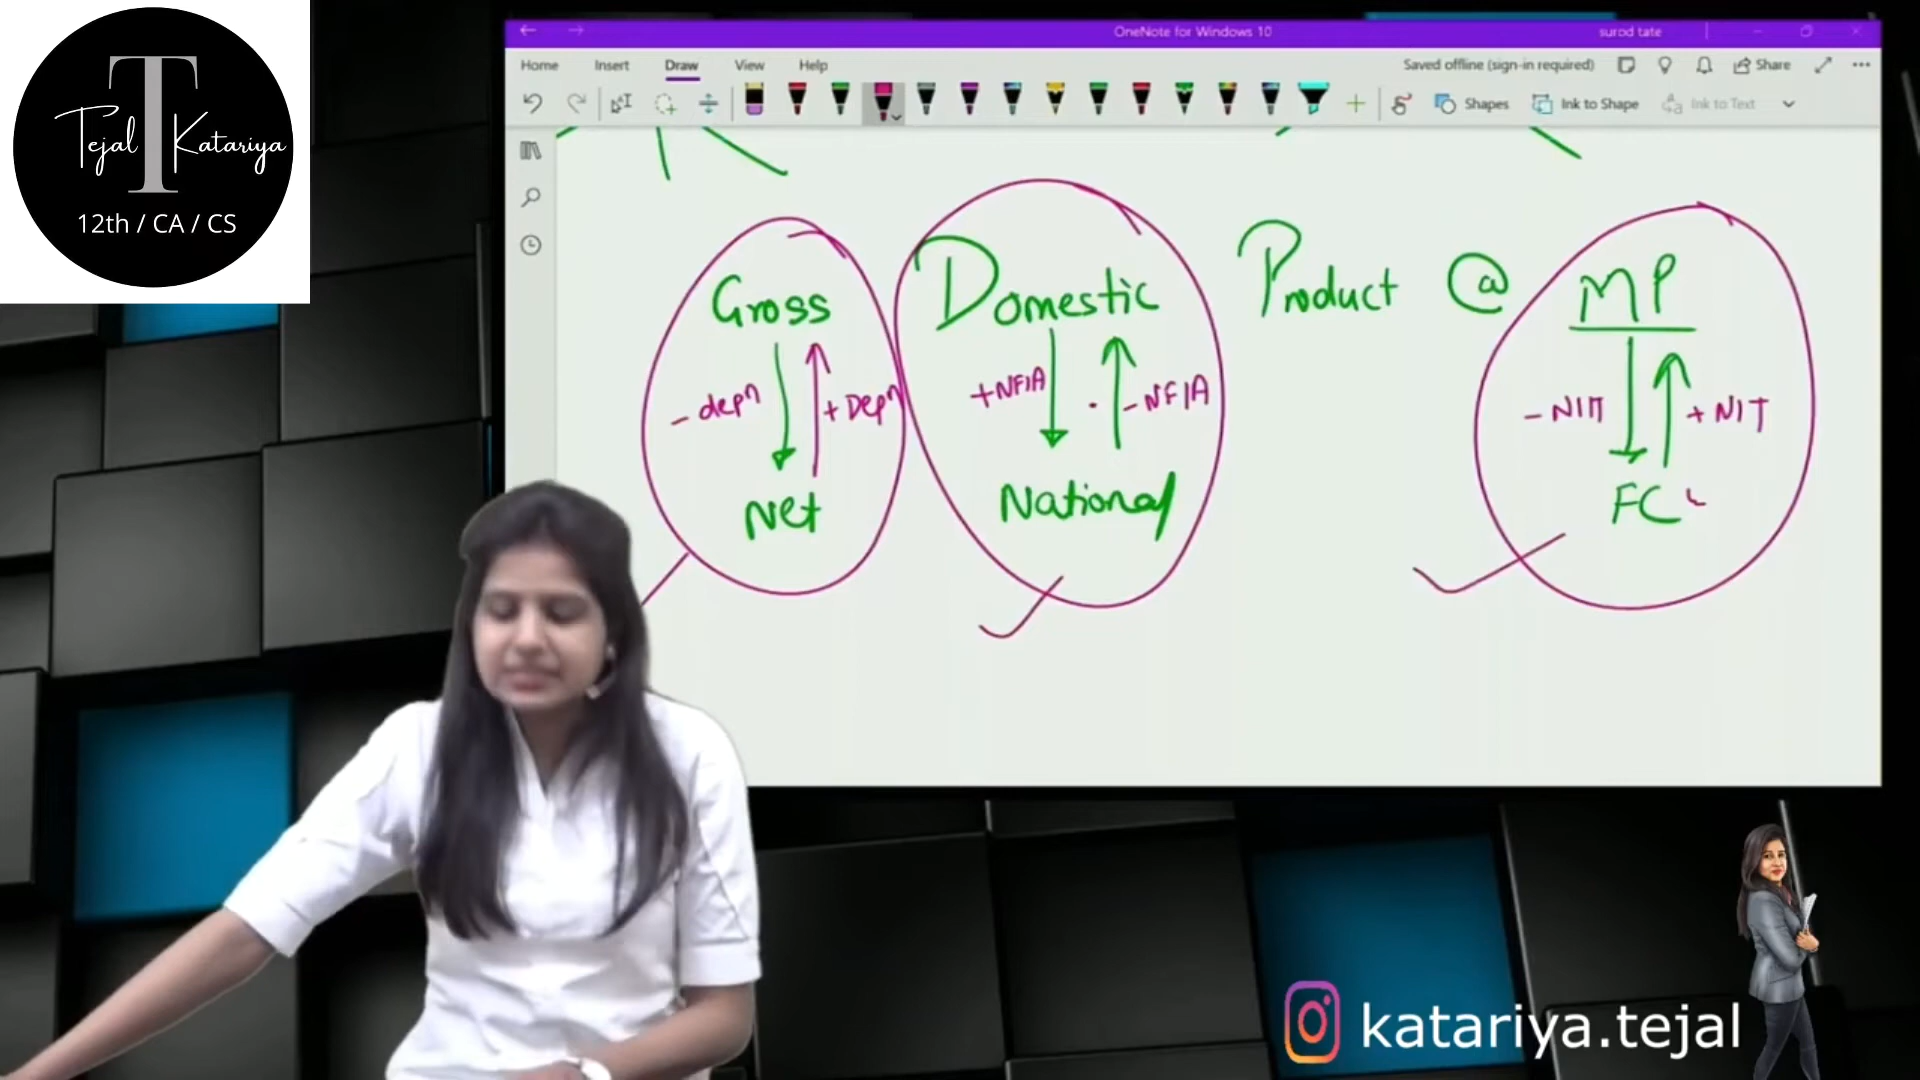 T
Tejal Katariya
12th / CA / CS
OneNote for Windows 10
surod tate
Home Insert Draw View Help
Saved offline (sign-in required) Share
Shapes Ink to Shape Ink to Text
Gross Domestic Product @ MP
- depn + Depn +NFIA - NFIA - NIT + NIT
Net National FC
katariya.tejal